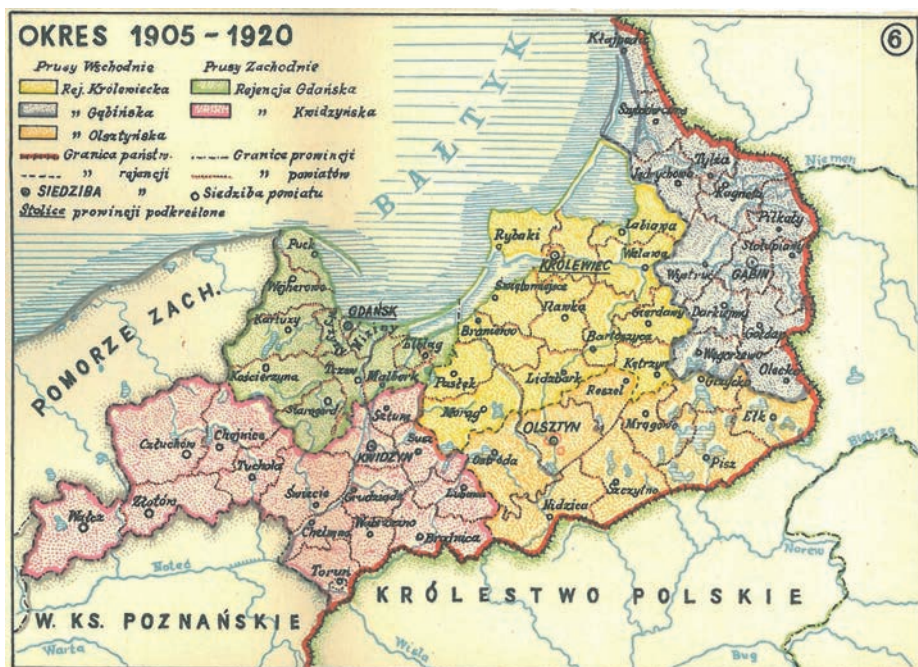 OKRES 1905 – 1920
6
Prusy Wschodnie
Rej. Królewiecka
„ Gąbińska
„ Olsztyńska
Granica państw.
„ rejencji
SIEDZIBA „
Stolice prowincji podkreślone
Prusy Zachodnie
Rejencja Gdańska
„ Kwidzyńska
Granice prowincji
„ powiatów
Siedziba powiatu
BAŁTYK
Kłajpeda
Tylża
Ragneta
Niemen
Jędrychowo
Piłkały
Stołupiany
GĄBIN
Wystruć
Darkiejmy
Gołdap
Węgorzewo
Olecko
Labiawa
Welawa
Rybaki
KRÓLEWIEC
Świętomiejsc
Iławka
Gierdawy
Braniewo
Bartoszyce
Kętrzyn
Pasłęk
Lidzbark
Reszel
Giżycko
Morąg
OLSZTYN
Mrągowo
Ełk
Ostróda
Pisz
Szczytno
Nidzica
Biebrza
Narew
Puck
Wejherowo
GDAŃSK
Kartuzy
Niziny
Elbląg
Kościerzyna
Tczew
Malbork
Starogard
POMORZE ZACH.
Sztum
Człuchów
Chojnice
KWIDZYN
Susz
Tuchola
Wałcz
Złotów
Świecie
Grudziądz
Lubawa
Chełmno
Wąbrzeźno
Brodnica
Toruń
Noteć
KRÓLESTWO POLSKIE
W. KS. POZNAŃSKIE
Warta
Wisła
Bug